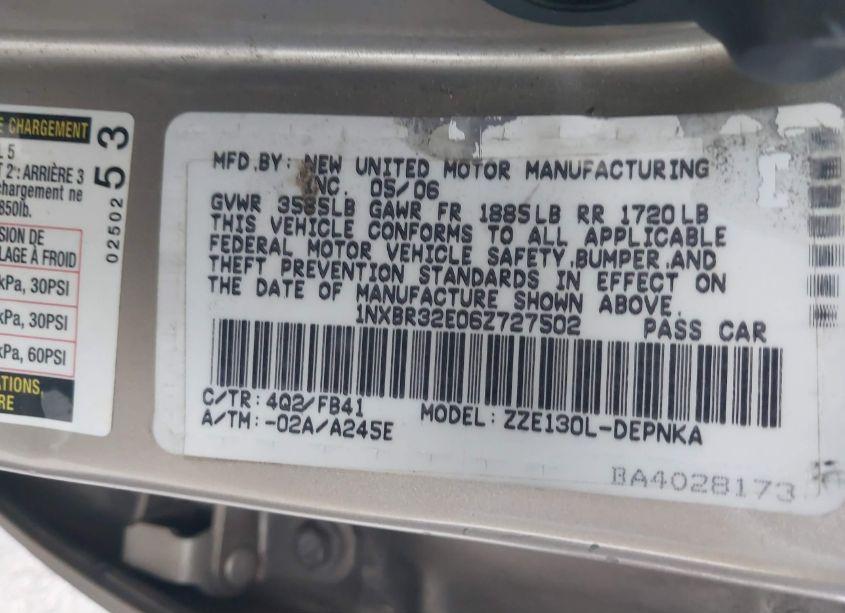 E CHARGEMENT
L 5
T 2: ARRIÈRE 3
chargement ne
850lb.
SION DE
LAGE À FROID
kPa, 30PSI
kPa, 30PSI
kPa, 60PSI
ATIONS,
RE
02502 53
MFD.BY: NEW UNITED MOTOR MANUFACTURING
INC. 05/06
GVWR 3585LB GAWR FR 1885LB RR 1720LB
THIS VEHICLE CONFORMS TO ALL APPLICABLE
FEDERAL MOTOR VEHICLE SAFETY,BUMPER,AND
THEFT PREVENTION STANDARDS IN EFFECT ON
THE DATE OF MANUFACTURE SHOWN ABOVE.
1NXBR32E06Z727502 PASS CAR
C/TR: 4Q2/FB41
A/TM: -02A/A245E
MODEL: ZZE130L-DEPNKA
BA4028173